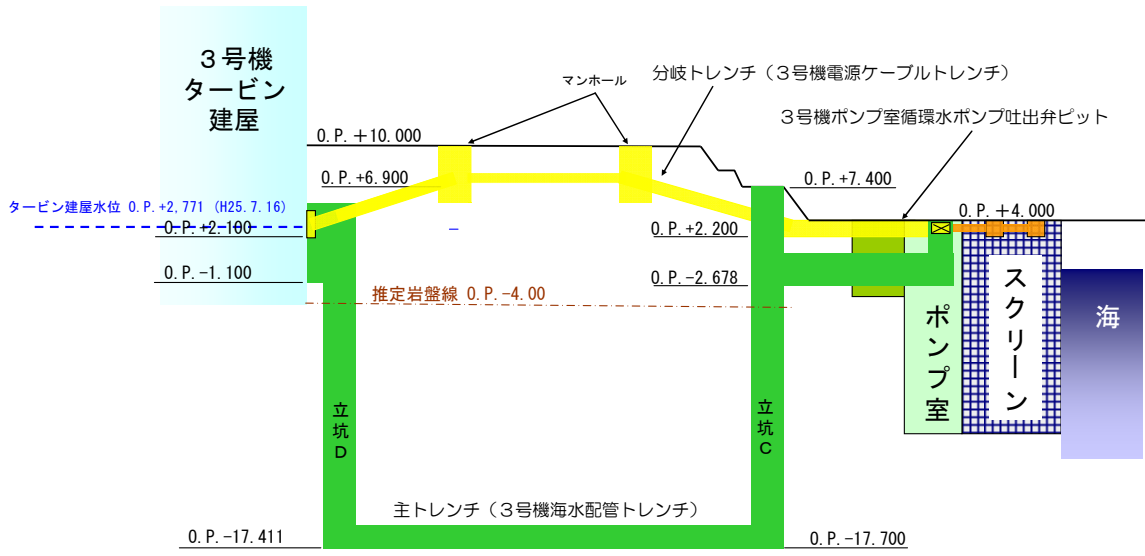 3号機
タービン
建屋
マンホール
分岐トレンチ（3号機電源ケーブルトレンチ）
3号機ポンプ室循環水ポンプ吐出弁ピット
O.P.+10.000
O.P.+6.900
O.P.+7.400
タービン建屋水位 O.P.+2,771 (H25.7.16)
O.P.+4.000
O.P.+2.100
－
O.P.+2.200
O.P.-1.100
O.P.-2.678
推定岩盤線 O.P.-4.00
ポンプ室
スクリーン
海
立坑D
立坑C
主トレンチ（3号機海水配管トレンチ）
O.P.-17.411
O.P.-17.700